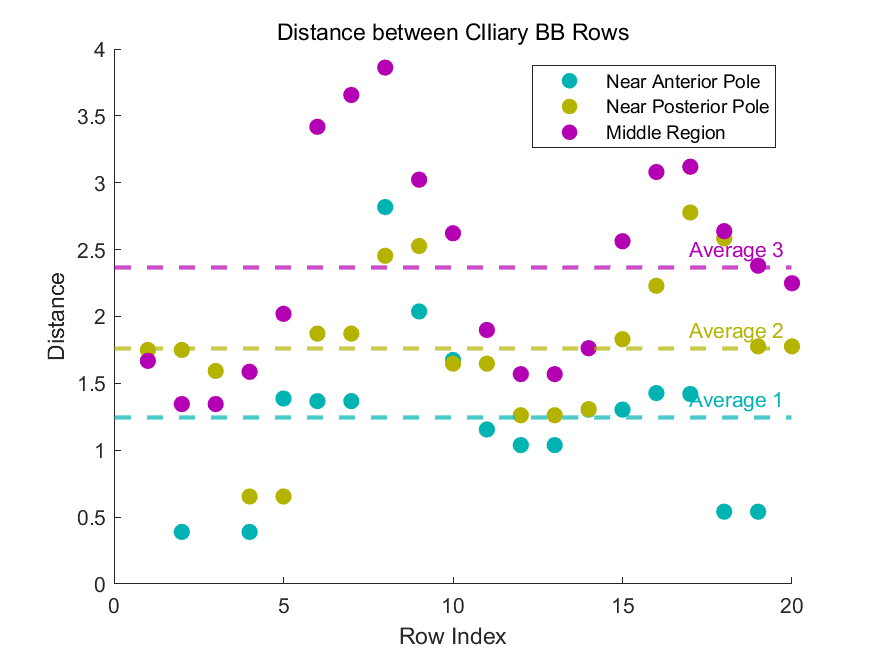 Distance between CIliary BB Rows
4
3.5
3
2.5
2
1.5
1
0.5
0
Distance
Near Anterior Pole
Near Posterior Pole
Middle Region
Average 3
Average 2
Average 1
0 5 10 15 20
Row Index